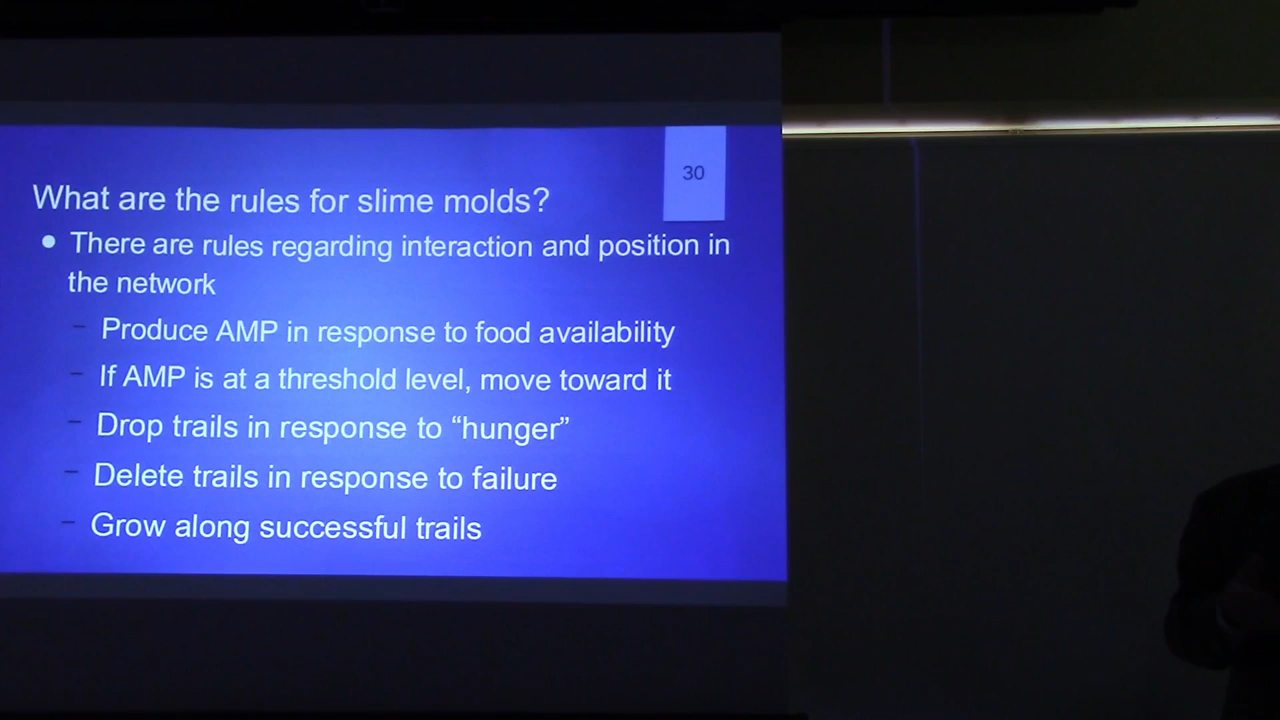 30
What are the rules for slime molds?
● There are rules regarding interaction and position in
the network
– Produce AMP in response to food availability
– If AMP is at a threshold level, move toward it
– Drop trails in response to “hunger”
– Delete trails in response to failure
– Grow along successful trails